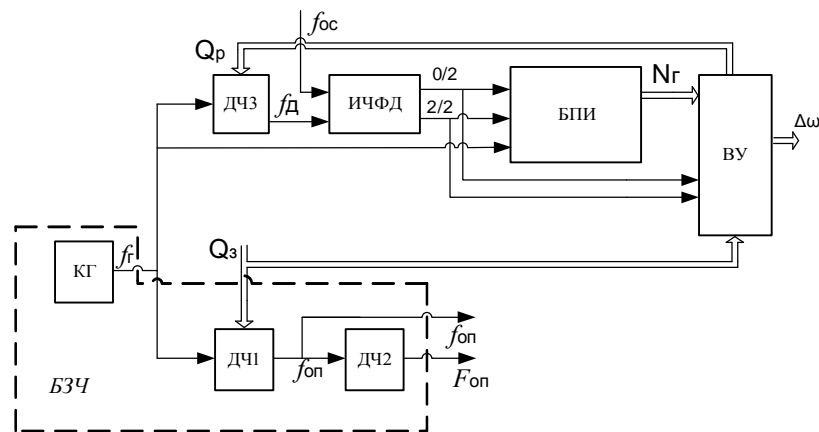 fос
Qр
0/2
Nг
ДЧ3
fд
ИЧФД
2/2
БПИ
ВУ
Δω
Qз
КГ
fг
fоп
ДЧ1
fоп
ДЧ2
Fоп
БЗЧ